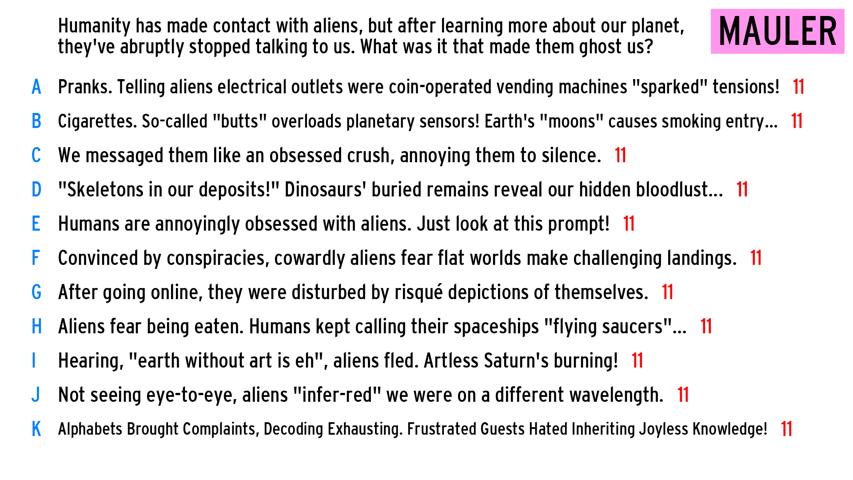 Humanity has made contact with aliens, but after learning more about our planet,
they've abruptly stopped talking to us. What was it that made them ghost us?
MAULER
A Pranks. Telling aliens electrical outlets were coin-operated vending machines "sparked" tensions! 11
B Cigarettes. So-called "butts" overloads planetary sensors! Earth's "moons" causes smoking entry... 11
C We messaged them like an obsessed crush, annoying them to silence. 11
D "Skeletons in our deposits!" Dinosaurs' buried remains reveal our hidden bloodlust... 11
E Humans are annoyingly obsessed with aliens. Just look at this prompt! 11
F Convinced by conspiracies, cowardly aliens fear flat worlds make challenging landings. 11
G After going online, they were disturbed by risqué depictions of themselves. 11
H Aliens fear being eaten. Humans kept calling their spaceships "flying saucers"... 11
I Hearing, "earth without art is eh", aliens fled. Artless Saturn's burning! 11
J Not seeing eye-to-eye, aliens "infer-red" we were on a different wavelength. 11
K Alphabets Brought Complaints, Decoding Exhausting. Frustrated Guests Hated Inheriting Joyless Knowledge! 11